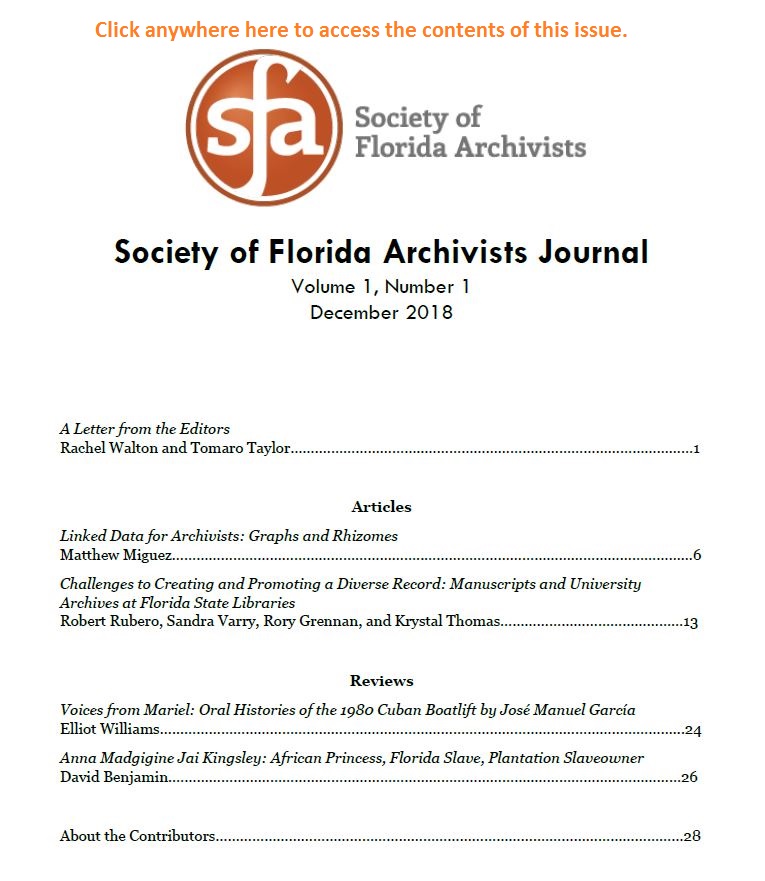 Click anywhere here to access the contents of this issue.
sfa
Society of
Florida Archivists
Society of Florida Archivists Journal
Volume 1, Number 1
December 2018
A Letter from the Editors
Rachel Walton and Tomaro Taylor....................................................................................................1
Articles
Linked Data for Archivists: Graphs and Rhizomes
Matthew Miguez.................................................................................................................................6
Challenges to Creating and Promoting a Diverse Record: Manuscripts and University
Archives at Florida State Libraries
Robert Rubero, Sandra Varry, Rory Grennan, and Krystal Thomas.............................................13
Reviews
Voices from Mariel: Oral Histories of the 1980 Cuban Boatlift by José Manuel García
Elliot Williams..................................................................................................................................24
Anna Madgigine Jai Kingsley: African Princess, Florida Slave, Plantation Slaveowner
David Benjamin................................................................................................................................26
About the Contributors....................................................................................................................28